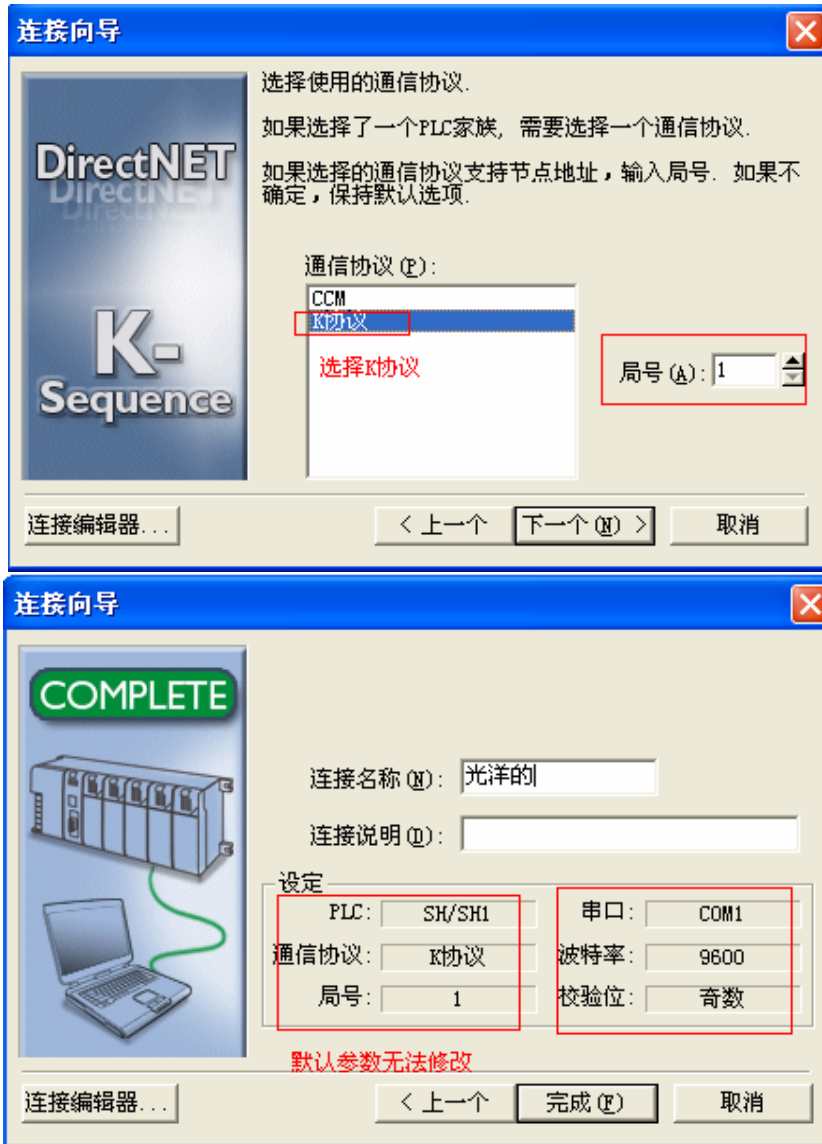 连接向导
选择使用的通信协议.
如果选择了一个PLC家族, 需要选择一个通信协议.
如果选择的通信协议支持节点地址，输入局号. 如果不
确定，保持默认选项.
DirectNET
DirectNET
DirectNET
通信协议(P):
CCM
K协议
选择K协议
局号(A): 1
K-
Sequence
连接编辑器...
< 上一个
下一个(N) >
取消
连接向导
COMPLETE
连接名称(N): 光洋的
连接说明(D):
设定
PLC: SH/SH1
串口: COM1
通信协议: K协议
波特率: 9600
局号: 1
校验位: 奇数
默认参数无法修改
连接编辑器...
< 上一个
完成(F)
取消